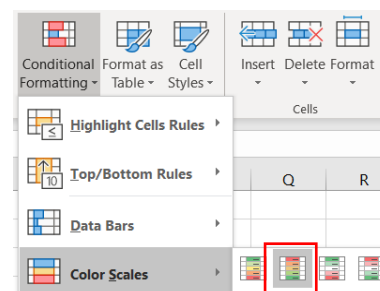 Conditional Format as Cell Insert Delete Format
Formatting Table Styles
Cells
Highlight Cells Rules
≤
Top/Bottom Rules
10
Q R
Data Bars
Color Scales